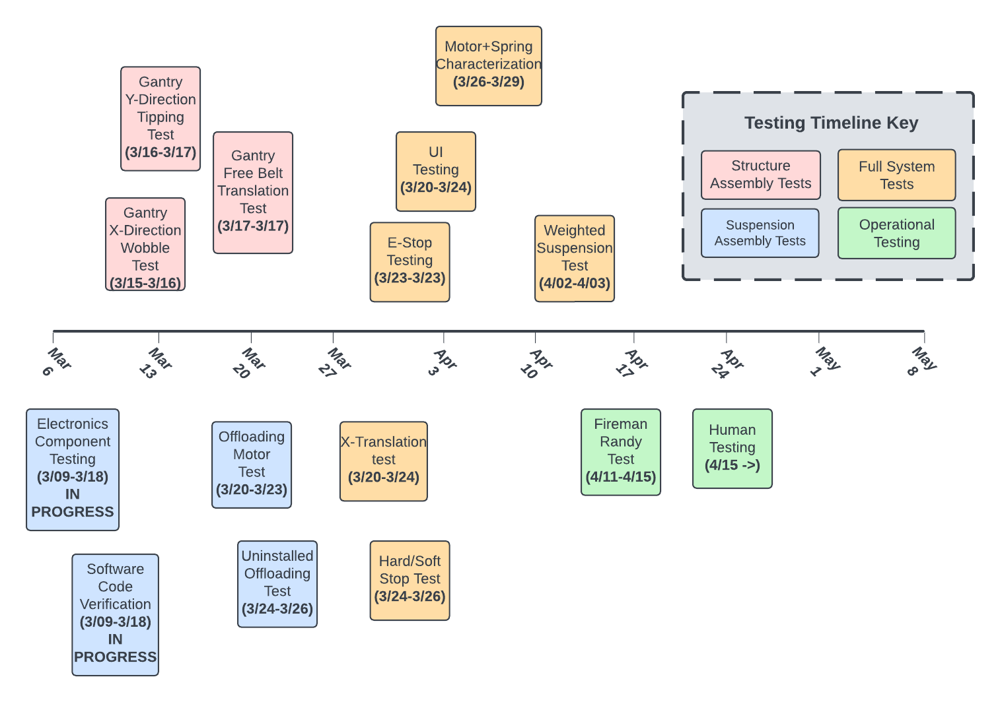 Motor+Spring
Characterization
(3/26-3/29)
Gantry
Y-Direction
Tipping
Test
(3/16-3/17)
Gantry
Free Belt
Translation
Test
(3/17-3/17)
UI
Testing
(3/20-3/24)
Testing Timeline Key
Structure
Assembly Tests
Full System
Tests
Suspension
Assembly Tests
Operational
Testing
Gantry
X-Direction
Wobble
Test
(3/15-3/16)
E-Stop
Testing
(3/23-3/23)
Weighted
Suspension
Test
(4/02-4/03)
Mar
6
Mar
13
Mar
20
Mar
27
Apr
3
Apr
10
Apr
17
Apr
24
May
1
May
8
Electronics
Component
Testing
(3/09-3/18)
IN
PROGRESS
Offloading
Motor
Test
(3/20-3/23)
X-Translation
test
(3/20-3/24)
Fireman
Randy
Test
(4/11-4/15)
Human
Testing
(4/15 ->)
Software
Code
Verification
(3/09-3/18)
IN
PROGRESS
Uninstalled
Offloading
Test
(3/24-3/26)
Hard/Soft
Stop Test
(3/24-3/26)